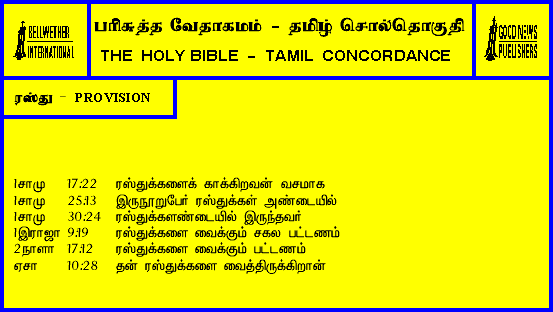 BELLWETHER
INTERNATIONAL
பரிசுத்த வேதாகமம் - தமிழ் சொல்தொகுதி
THE HOLY BIBLE - TAMIL CONCORDANCE
GOOD NEWS
PUBLISHERS
ரஸ்து - PROVISION
1சாமு 17:22 ரஸ்துக்களைக் காக்கிறவன் வசமாக
1சாமு 25:13 இருநூறுபேர் ரஸ்துக்கள் அண்டையில்
1சாமு 30:24 ரஸ்துக்களண்டையில் இருந்தவர்
1இராஜா 9:19 ரஸ்துக்களை வைக்கும் சகல பட்டணம்
2நாளா 17:12 ரஸ்துக்களை வைக்கும் பட்டணம்
ஏசா 10:28 தன் ரஸ்துக்களை வைத்திருக்கிறான்